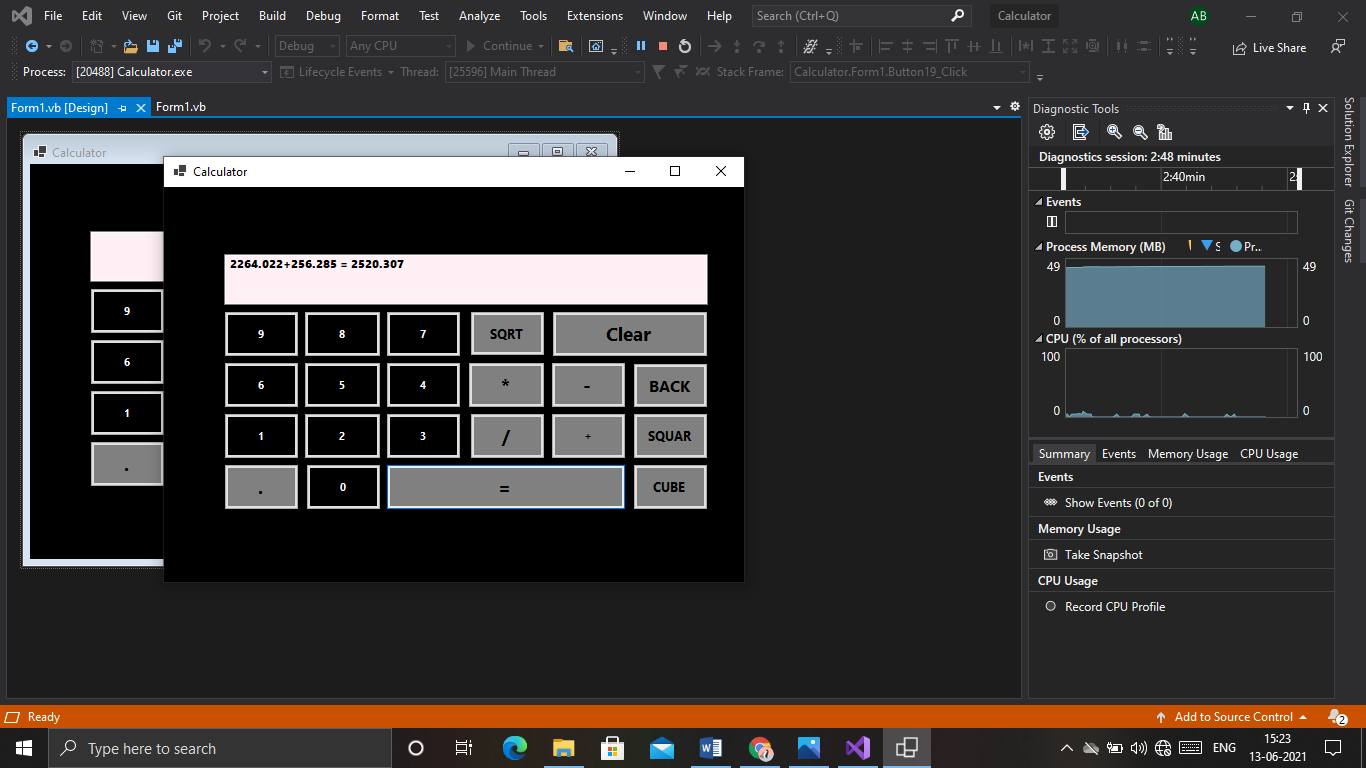 File Edit View Git Project Build Debug Format Test Analyze Tools Extensions Window Help Search (Ctrl+Q) Calculator AB
Debug Any CPU Continue Live Share
Process: [20488] Calculator.exe Lifecycle Events Thread: [25596] Main Thread Stack Frame: Calculator.Form1.Button19_Click
Form1.vb [Design] Form1.vb
Calculator
9
6
1
.
Calculator
2264.022+256.285 = 2520.307
9 8 7 SQRT Clear
6 5 4 * - BACK
1 2 3 / + SQUAR
. 0 = CUBE
Diagnostic Tools
Diagnostics session: 2:48 minutes
2:40min
Events
Process Memory (MB) S Pr...
49 49
0 0
CPU (% of all processors)
100 100
0 0
Summary Events Memory Usage CPU Usage
Events
Show Events (0 of 0)
Memory Usage
Take Snapshot
CPU Usage
Record CPU Profile
Solution Explorer
Git Changes
Ready Add to Source Control 2
Type here to search ENG 15:23
13-06-2021